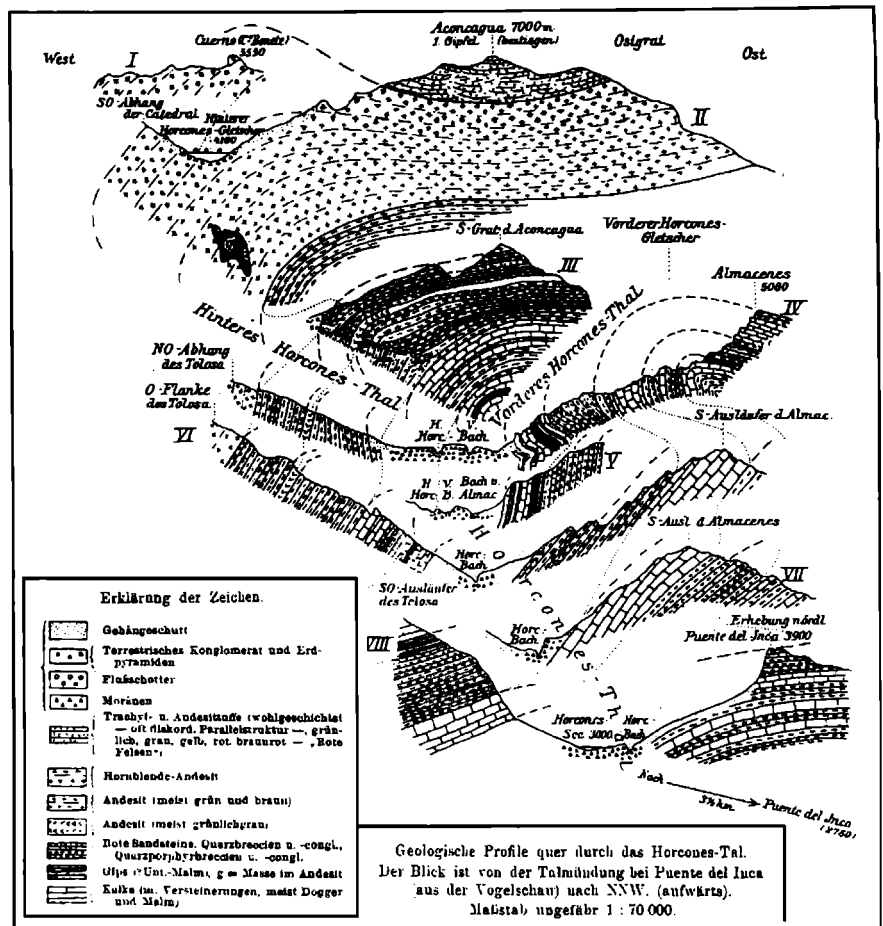 Aconcagua 7000 m
1. Gipfel (bestiegen)
Ostgrat
Ost
West
I
3530
SO-Abhang
der Catedral
Hinterer
Horcones-Gletscher
II
S-Grat d. Aconcagua
Vorderer Horcones-
Gletscher
III
Almacenes
5080
IV
Hinteres Horcones-Thal
Vorderes Horcones-Thal
NO-Abhang
des Tolosa
O-Flanke
des Tolosa
VI
H. V.
Horc. Bach
S-Ausläufer d. Almac.
V
H. V. Bach v.
Horc. B. Almac
S-Ausl. d. Almacenes
Horc.
Bach
SO-Ausläufer
des Tolosa
Horcones-Thal
VII
Horc.
Bach
Erhebung nördl.
Puente del Inca 3900
VIII
Horcones
See 3000
Horc.
Bach
Nach
3½ km
Puente del Inca
Erklärung der Zeichen.
Gehängeschutt
Terrestrisches Konglomerat und Erd-
pyramiden
Flußschotter
Moränen
Trachyt- u. Andesittuffe (wohlgeschichtet
— oft diskord. Parallelstruktur —, grün-
lich, grau, gelb, rot, braunrot — „Rote
Felsen“)
Hornblende-Andesit
Andesit (meist grün und braun)
Andesit (meist grünlichgrau)
Rote Sandsteine, Quarzbreccien u. -congl.,
Quarzporphyrbreccien u. -congl.
Gips (?Unt.-Malm), g = Masse im Andesit
Kalke (m. Versteinerungen, meist Dogger
und Malm)
Geologische Profile quer durch das Horcones-Tal.
Der Blick ist von der Talmündung bei Puente del Inca
aus der Vogelschau) nach NNW. (aufwärts).
Maßstab ungefähr 1 : 70 000.